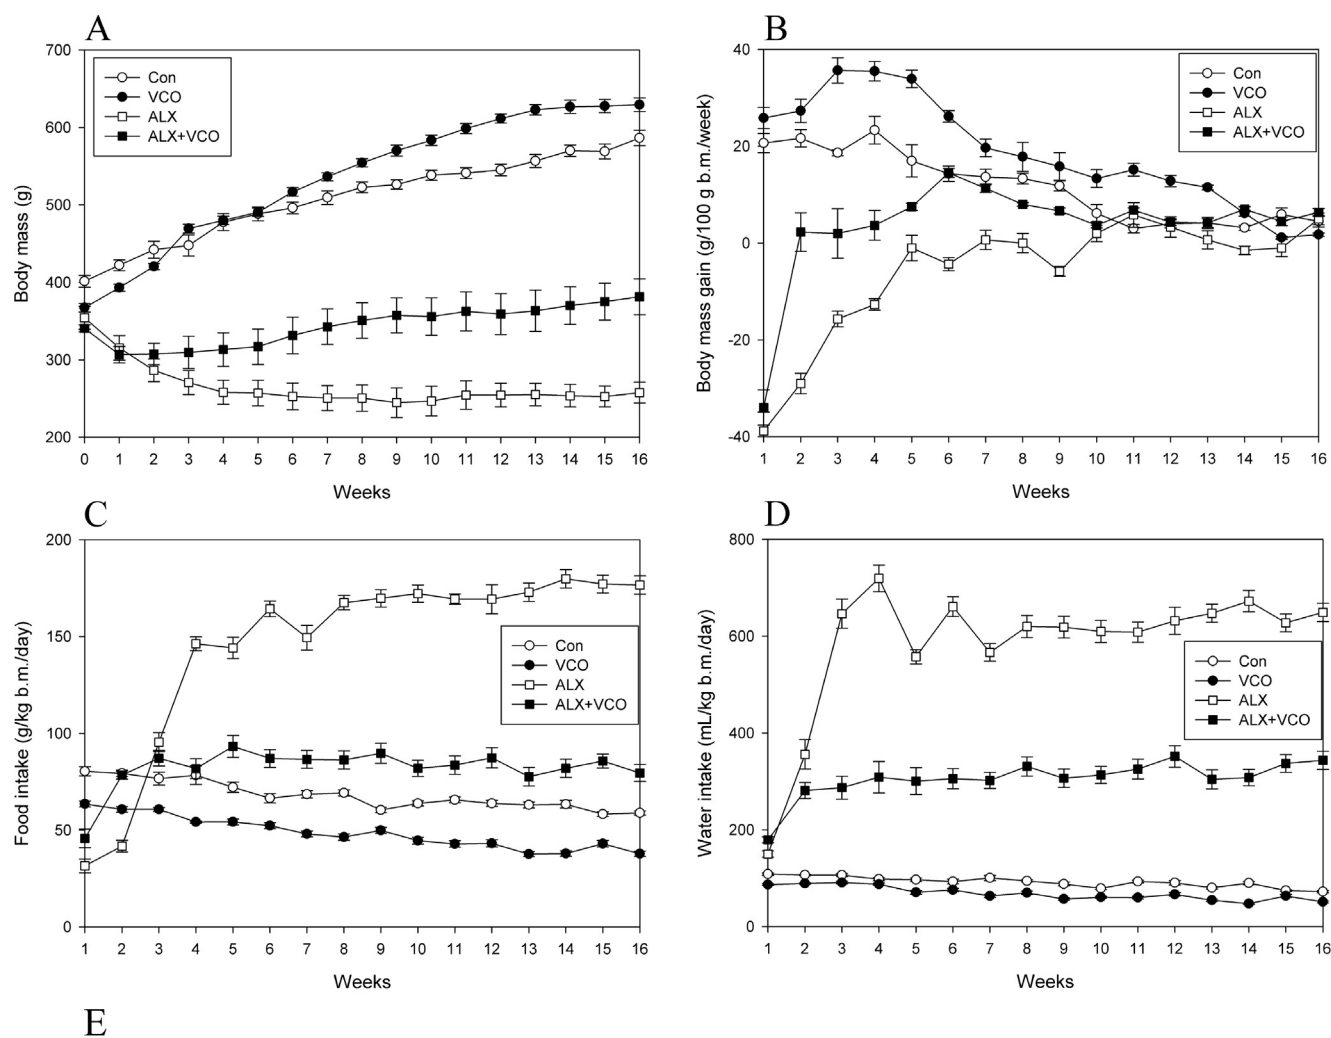 A
700
600
500
400
300
200
Body mass (g)
Con
VCO
ALX
ALX+VCO
0 1 2 3 4 5 6 7 8 9 10 11 12 13 14 15 16
Weeks
B
40
20
0
-20
-40
Body mass gain (g/100 g b.m./week)
Con
VCO
ALX
ALX+VCO
1 2 3 4 5 6 7 8 9 10 11 12 13 14 15 16
Weeks
C
200
150
100
50
0
Food intake (g/kg b.m./day)
Con
VCO
ALX
ALX+VCO
1 2 3 4 5 6 7 8 9 10 11 12 13 14 15 16
Weeks
D
800
600
400
200
0
Water intake (mL/kg b.m./day)
Con
VCO
ALX
ALX+VCO
1 2 3 4 5 6 7 8 9 10 11 12 13 14 15 16
Weeks
E